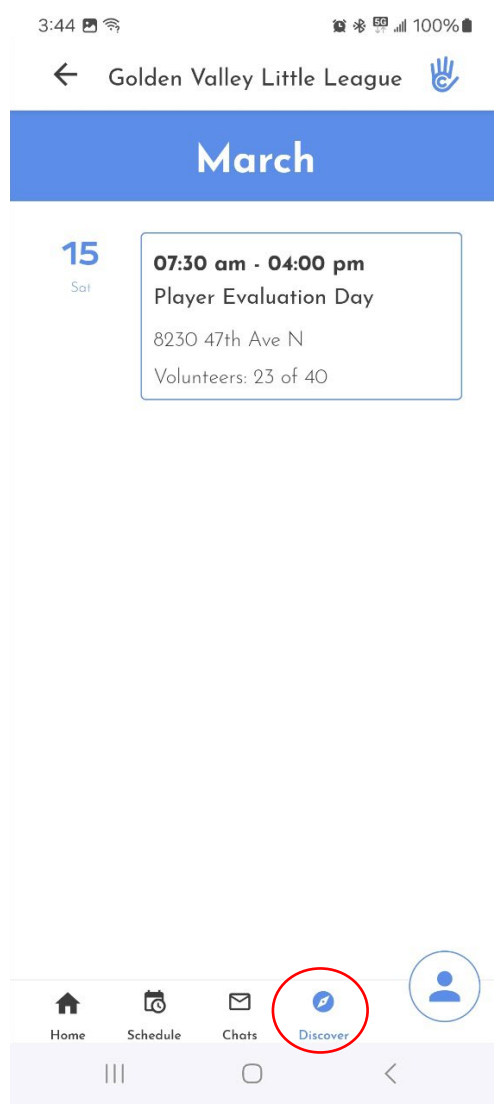 3:44 5G 100%
Golden Valley Little League
March
15
Sat
07:30 am - 04:00 pm
Player Evaluation Day
8230 47th Ave N
Volunteers: 23 of 40
Home Schedule Chats Discover